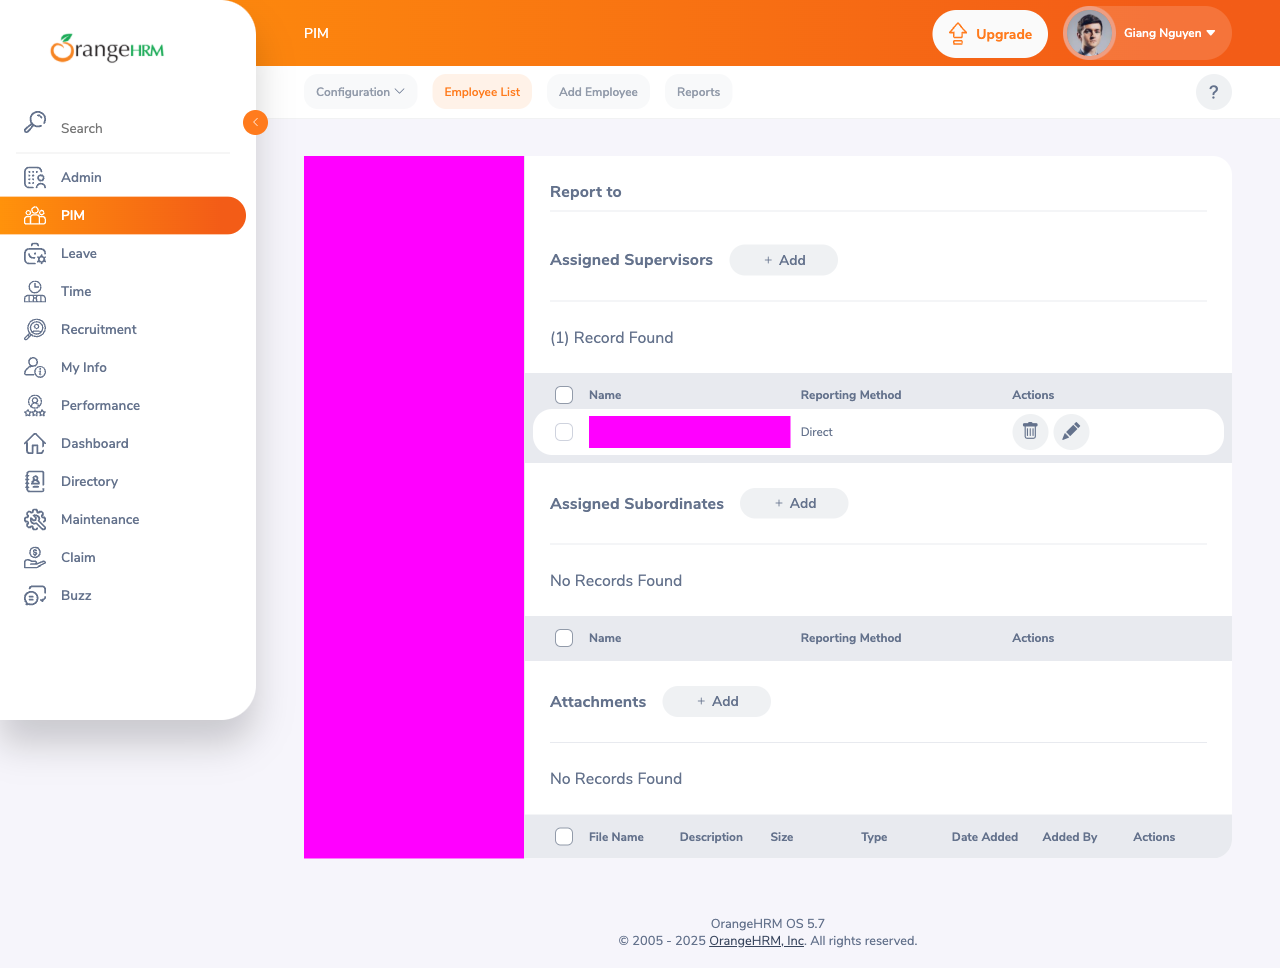 OrangeHRM
PIM
Upgrade
Giang Nguyen
Configuration
Employee List
Add Employee
Reports
?
Search
Admin
PIM
Leave
Time
Recruitment
My Info
Performance
Dashboard
Directory
Maintenance
Claim
Buzz
Report to
Assigned Supervisors
+ Add
(1) Record Found
Name Reporting Method Actions
Direct
Assigned Subordinates
+ Add
No Records Found
Name Reporting Method Actions
Attachments
+ Add
No Records Found
File Name Description Size Type Date Added Added By Actions
OrangeHRM OS 5.7
© 2005 - 2025 OrangeHRM, Inc. All rights reserved.